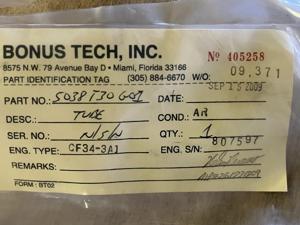 BONUS TECH, INC.
8575 N.W. 79 Avenue Bay D • Miami, Florida 33166
Nº 405258
PART IDENTIFICATION TAG (305) 884-6670 W/O: 09,371
PART NO.: 5038T30G01 DATE: SEP 15 2009
DESC.: TUBE COND.: AR
SER. NO.: N/S/N QTY.: 1
ENG. TYPE: CF34-3A1 ENG. S/N: 807597
REMARKS:
FORM : BT02